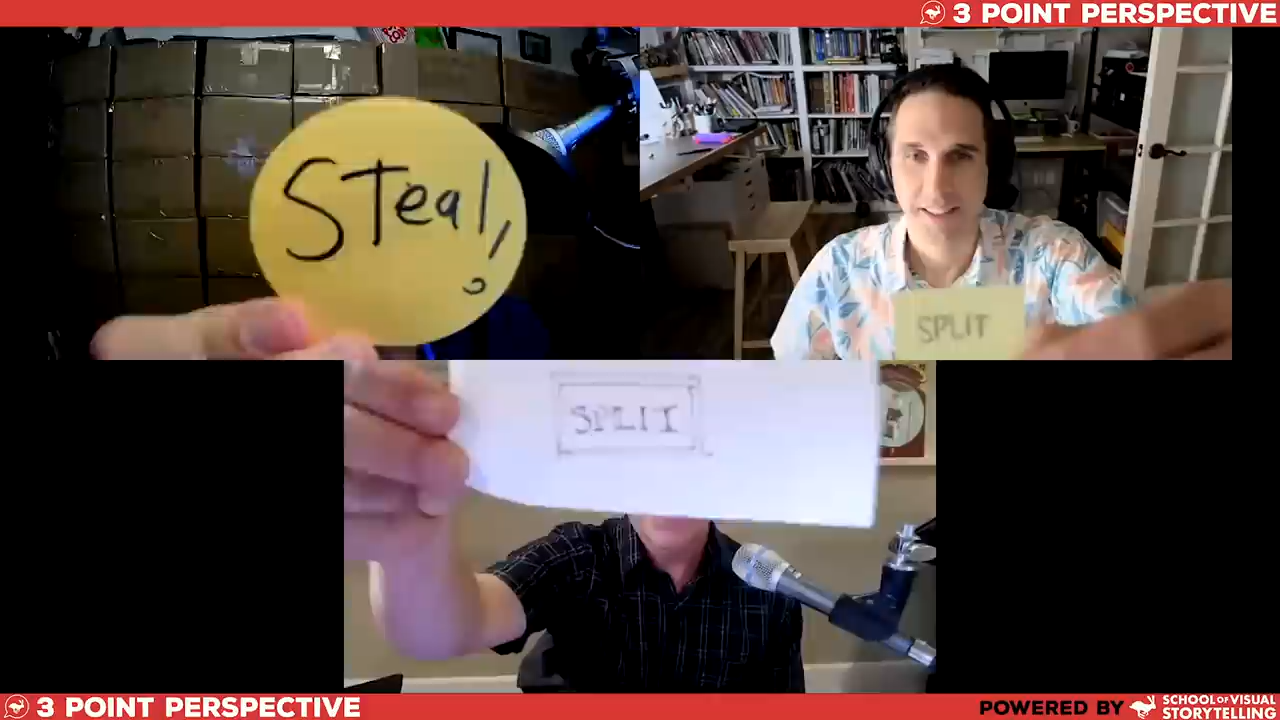 3 POINT PERSPECTIVE
Steal,
SPLIT
SPLIT
3 POINT PERSPECTIVE
POWERED BY
SCHOOL OF VISUAL
STORYTELLING